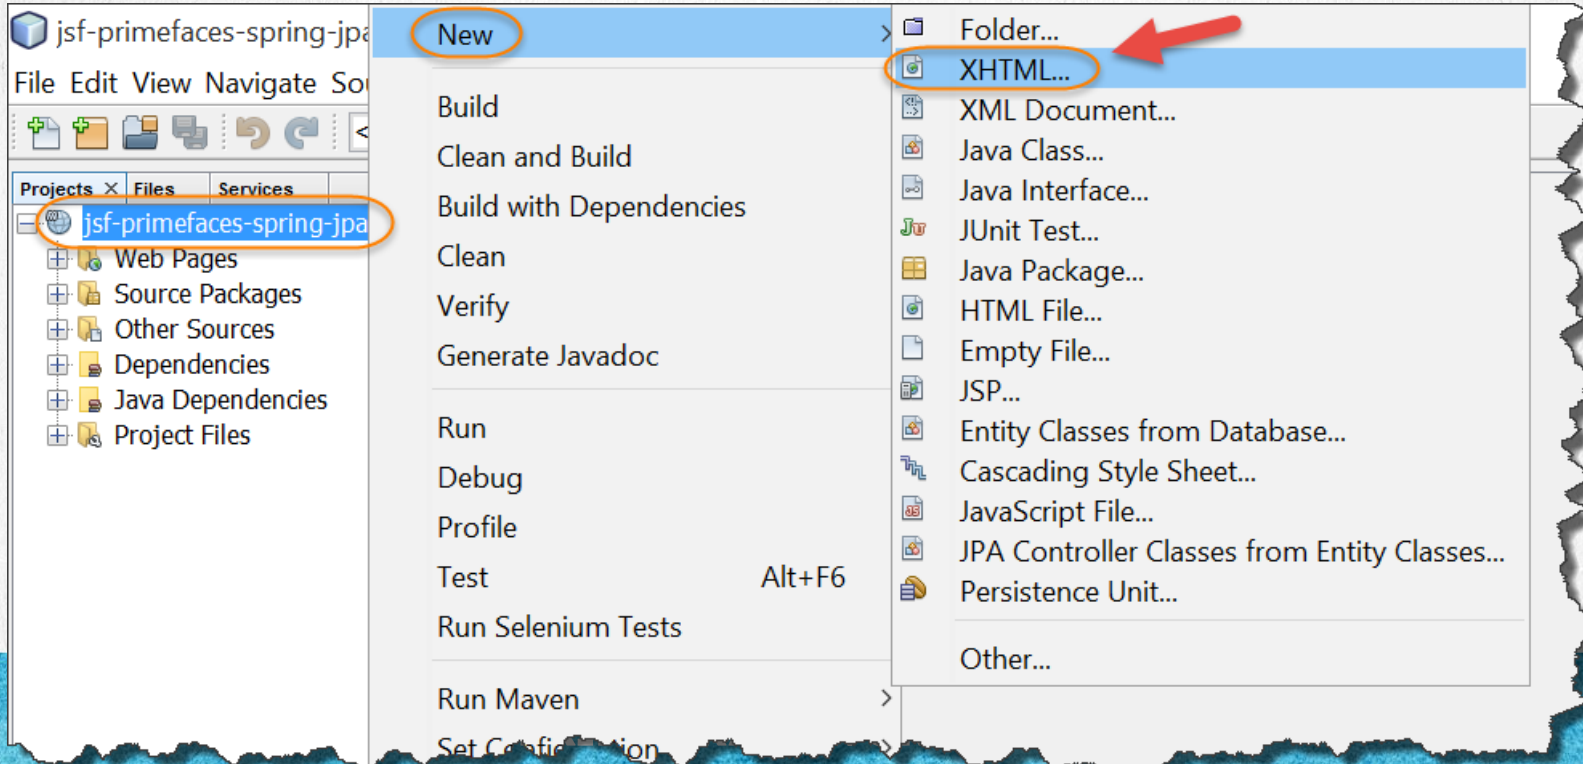 jsf-primefaces-spring-jpa
File Edit View Navigate So
<
Projects × Files Services
jsf-primefaces-spring-jpa
Web Pages
Source Packages
Other Sources
Dependencies
Java Dependencies
Project Files
New >
Build
Clean and Build
Build with Dependencies
Clean
Verify
Generate Javadoc
Run
Debug
Profile
Test Alt+F6
Run Selenium Tests
Run Maven >
Set
Folder...
XHTML...
XML Document...
Java Class...
Java Interface...
JUnit Test...
Java Package...
HTML File...
Empty File...
JSP...
Entity Classes from Database...
Cascading Style Sheet...
JavaScript File...
JPA Controller Classes from Entity Classes...
Persistence Unit...
Other...